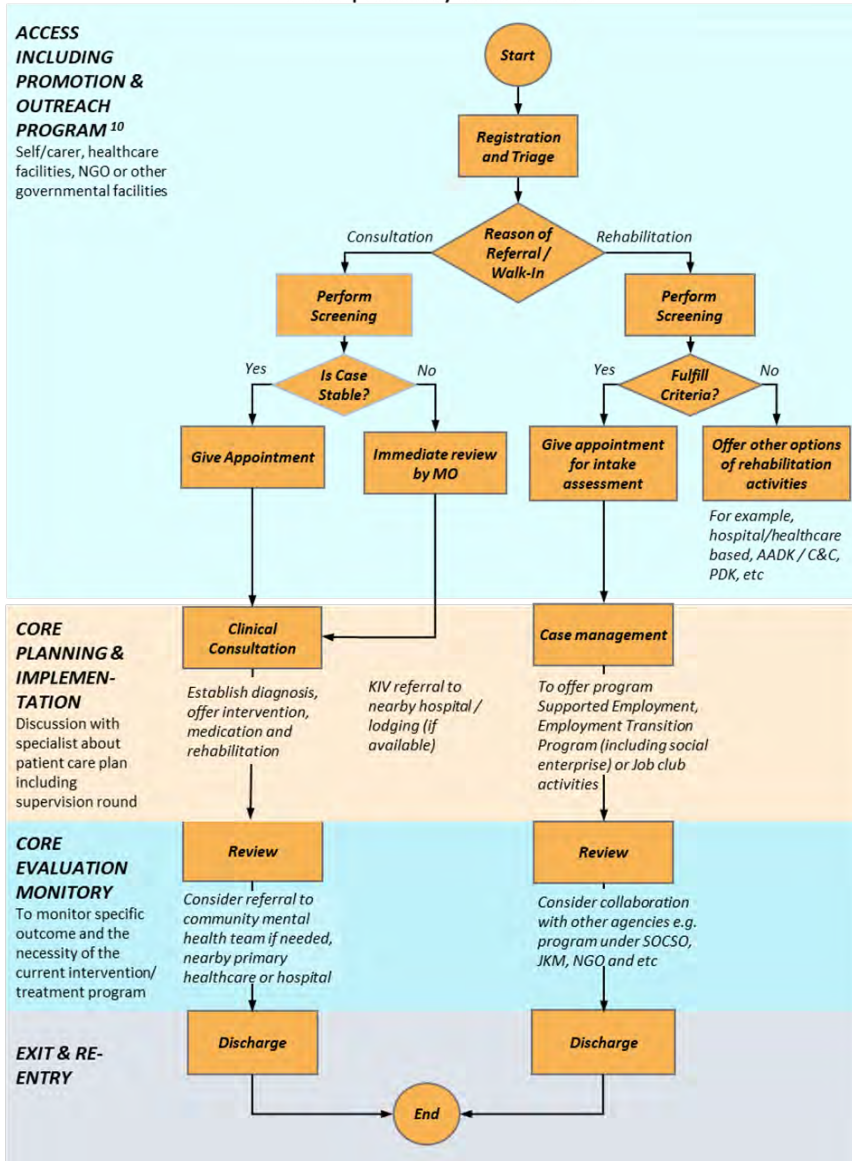 ACCESS
INCLUDING
PROMOTION &
OUTREACH
PROGRAM 10
Self/carer, healthcare
facilities, NGO or other
governmental facilities
Start
Registration
and Triage
Reason of
Referral /
Walk-In
Consultation
Rehabilitation
Perform
Screening
Perform
Screening
Is Case
Stable?
Yes
No
Fulfill
Criteria?
Yes
No
Give Appointment
Immediate review
by MO
Give appointment
for intake
assessment
Offer other options
of rehabilitation
activities
For example,
hospital/healthcare
based, AADK / C&C,
PDK, etc
CORE
PLANNING &
IMPLEMEN-
TATION
Discussion with
specialist about
patient care plan
including
supervision round
Clinical
Consultation
Establish diagnosis,
offer intervention,
medication and
rehabilitation
KIV referral to
nearby hospital /
lodging (if
available)
Case management
To offer program
Supported Employment,
Employment Transition
Program (including social
enterprise) or Job club
activities
CORE
EVALUATION
MONITORY
To monitor specific
outcome and the
necessity of the
current intervention/
treatment program
Review
Consider referral to
community mental
health team if needed,
nearby primary
healthcare or hospital
Review
Consider collaboration
with other agencies e.g.
program under SOCSO,
JKM, NGO and etc
EXIT & RE-
ENTRY
Discharge
Discharge
End